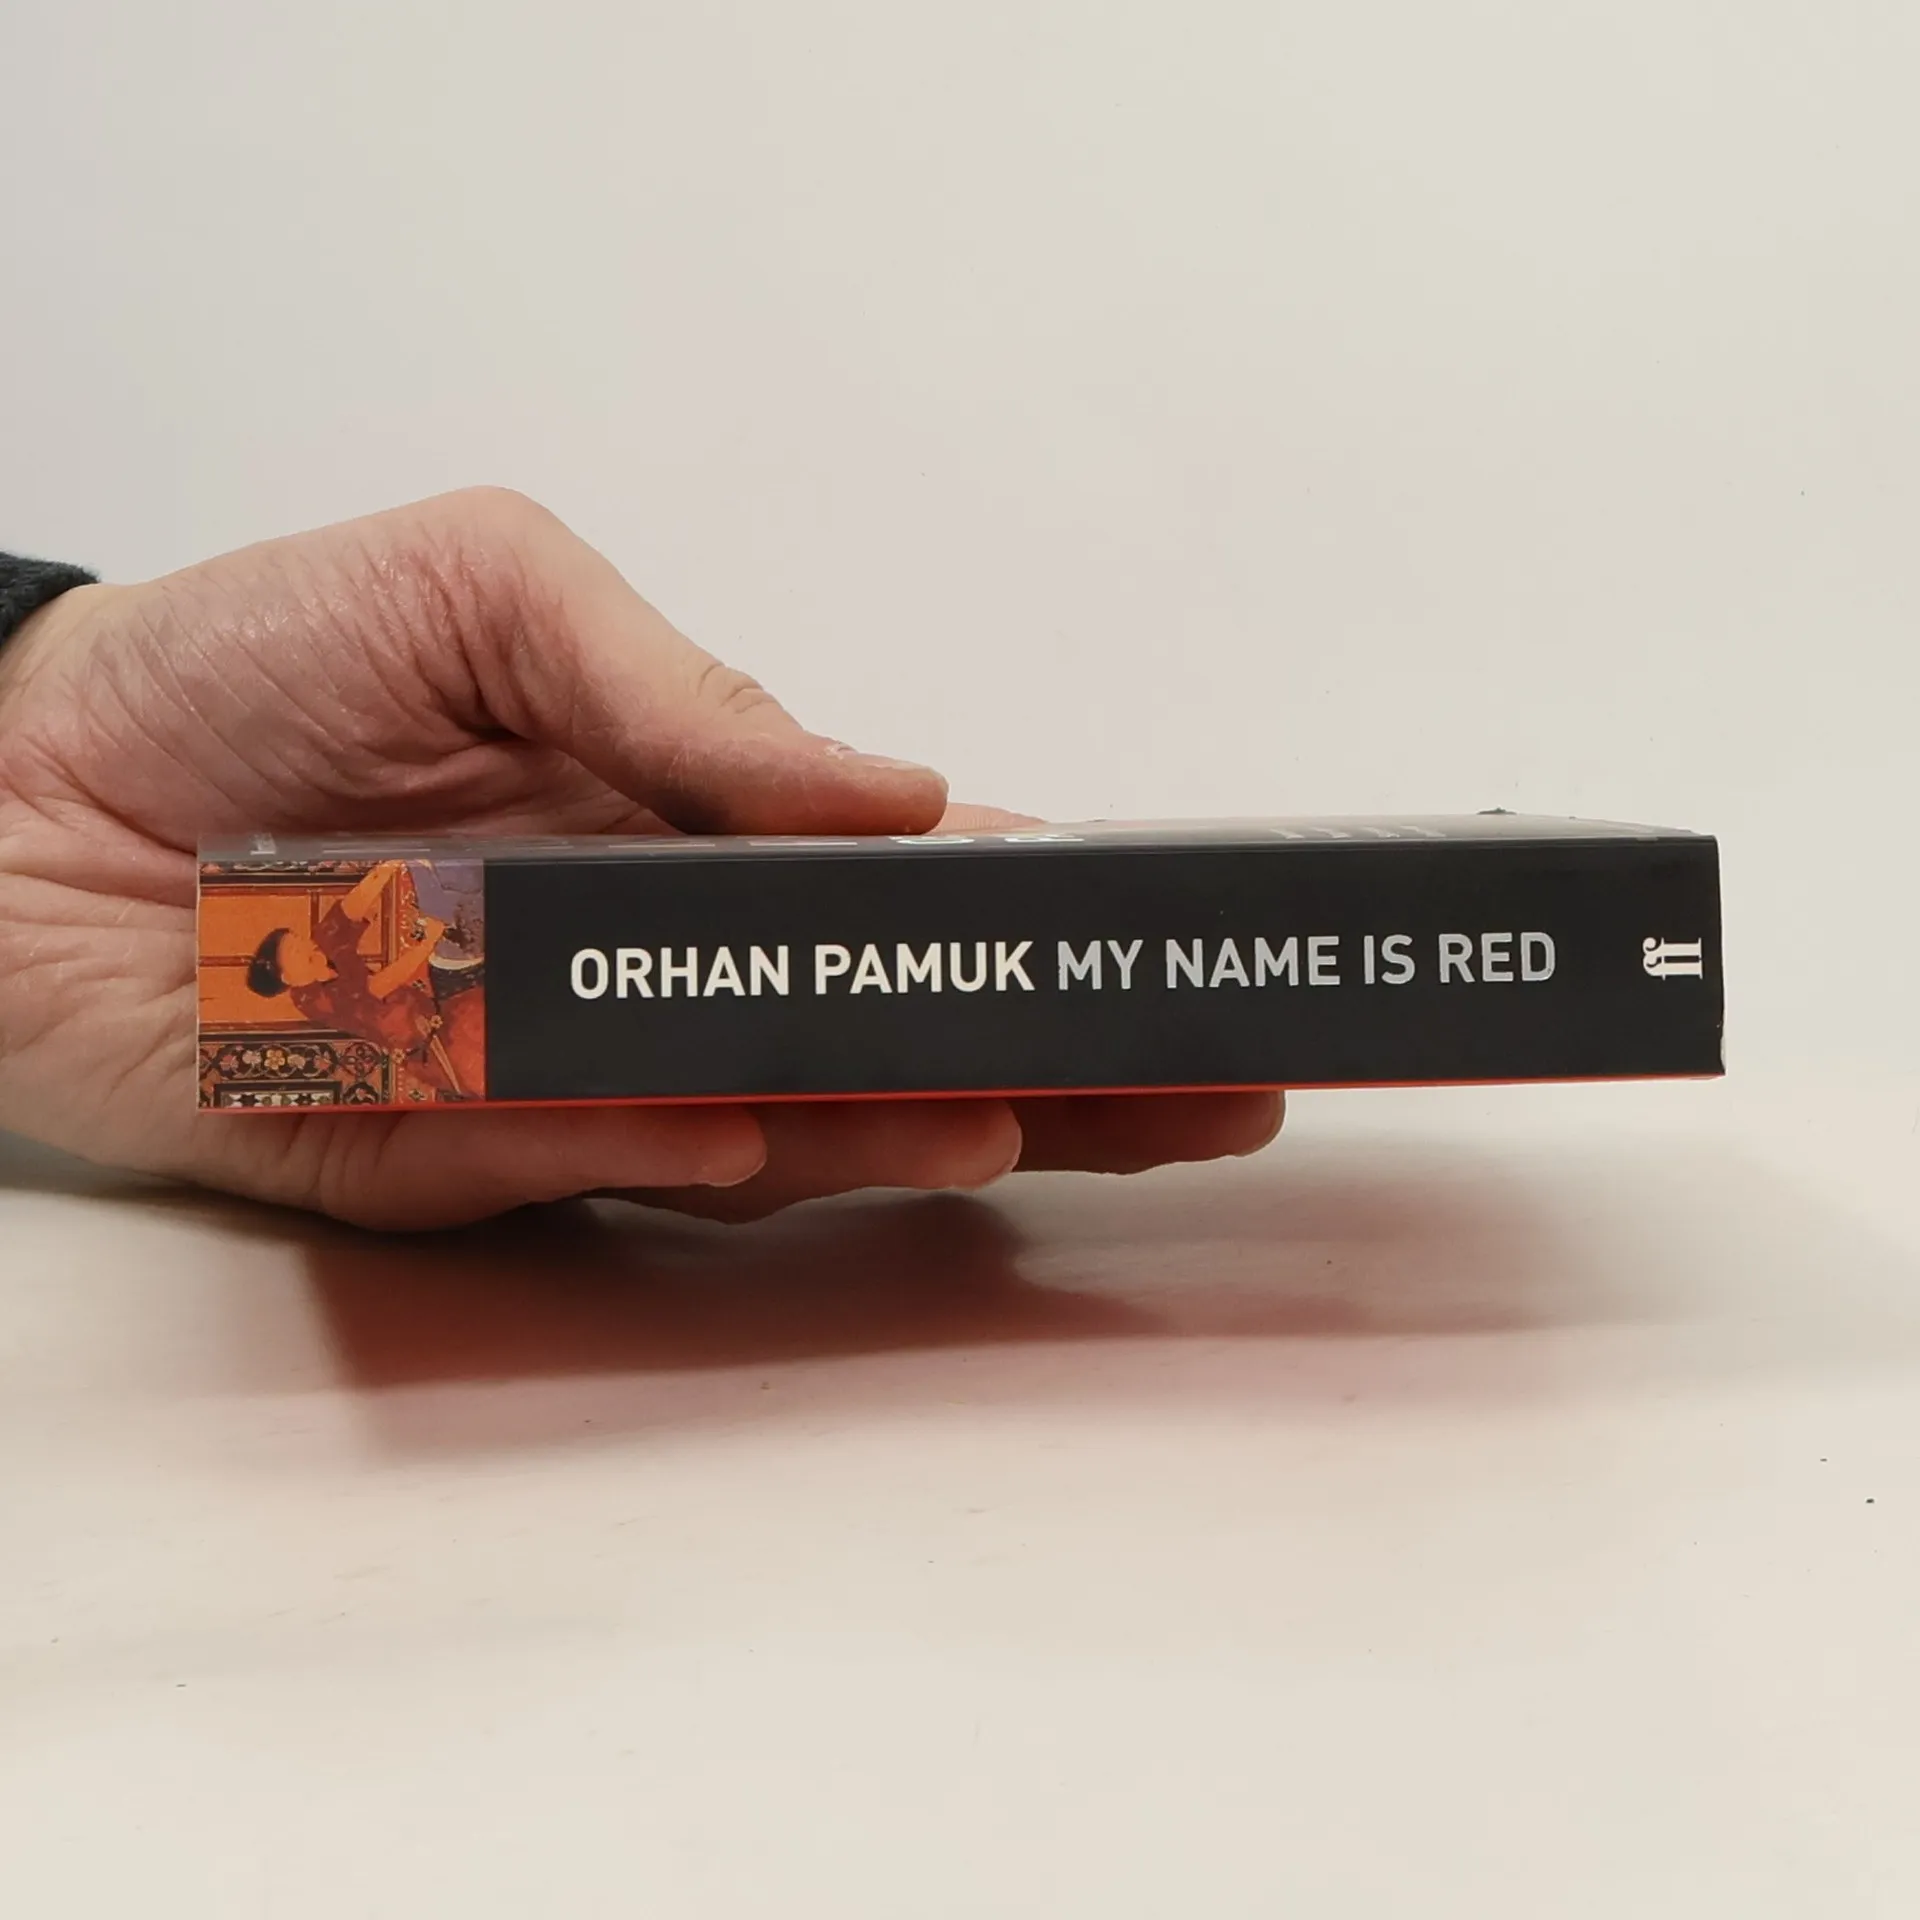 ORHAN PAMUK MY NAME IS RED
ff